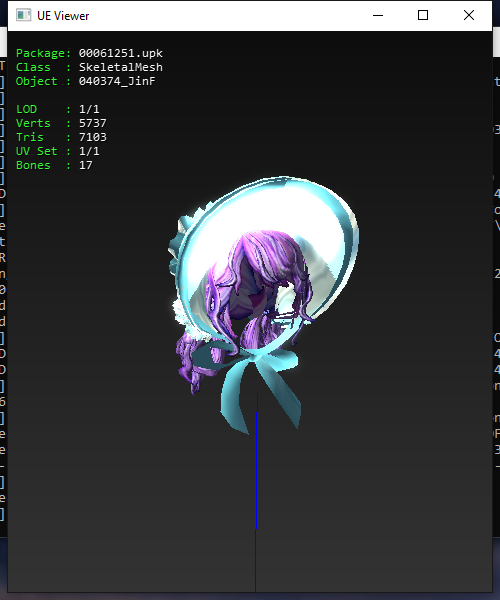 UE Viewer
Package: 00061251.upk
Class : SkeletalMesh
Object : 040374_JinF
LOD : 1/1
Verts : 5737
Tris : 7103
UV Set : 1/1
Bones : 17